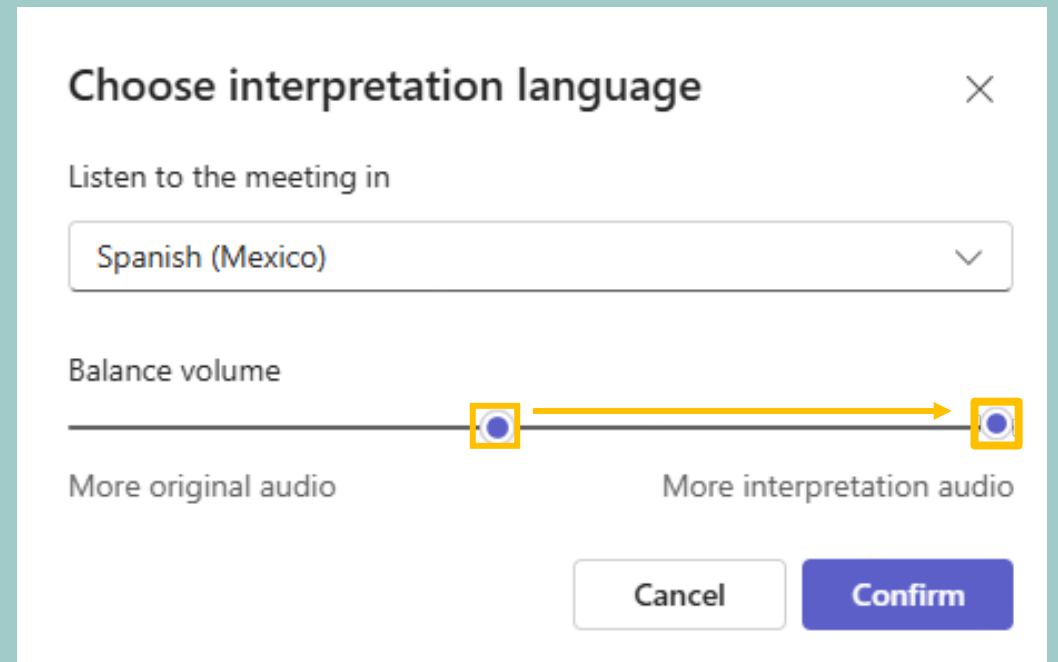 Choose interpretation language
Listen to the meeting in
Spanish (Mexico)
Balance volume
More original audio
More interpretation audio
Cancel
Confirm